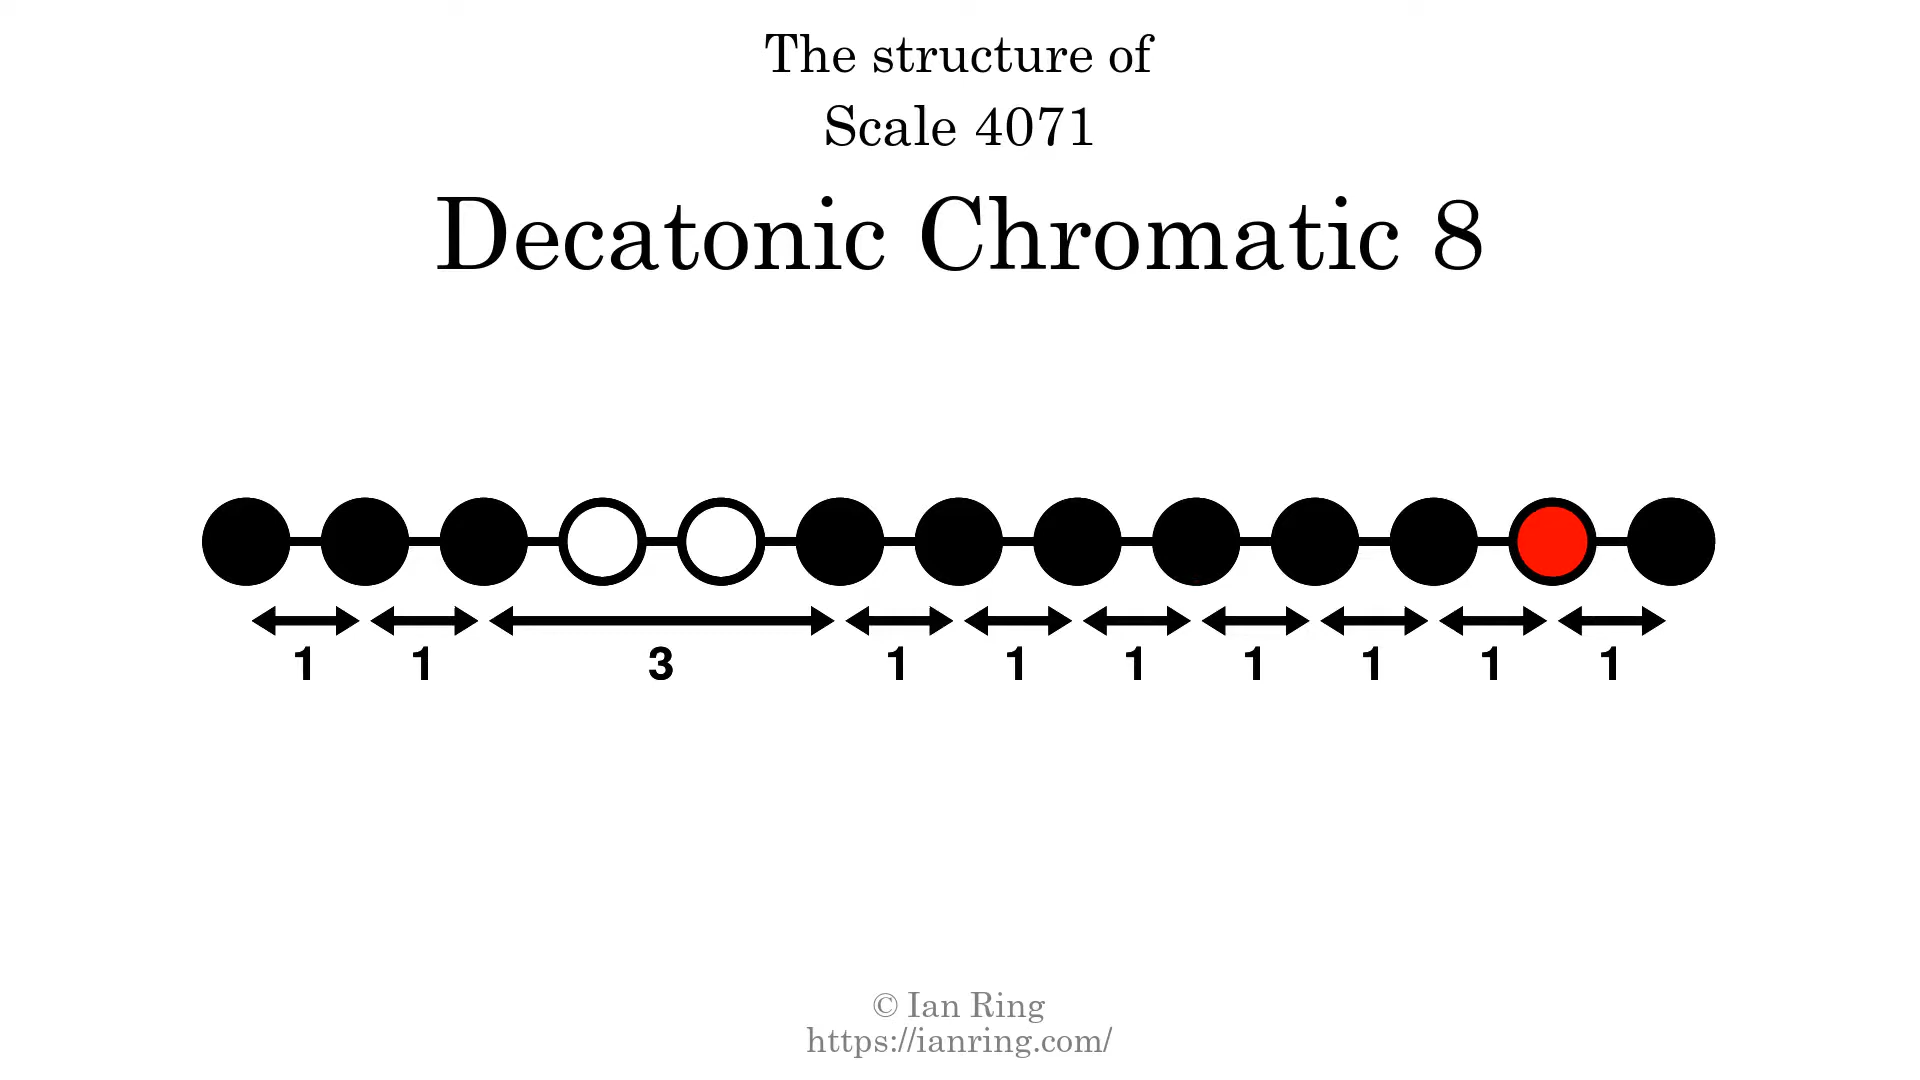 The structure of
Scale 4071
Decatonic Chromatic 8
1 1 3 1 1 1 1 1 1 1
© Ian Ring
https://ianring.com/